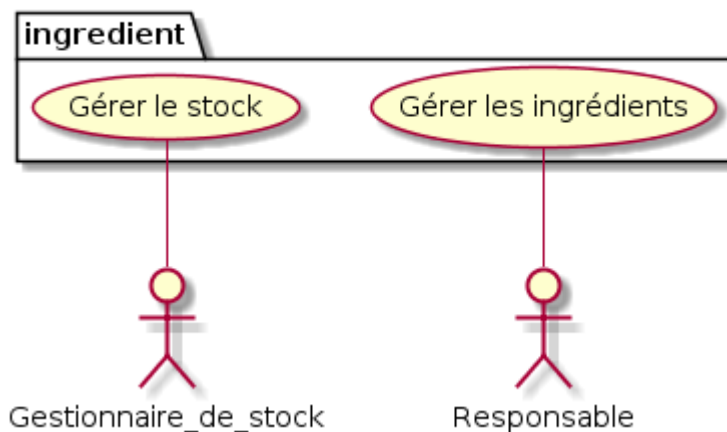 ingredient
Gérer le stock
Gérer les ingrédients
Gestionnaire_de_stock
Responsable